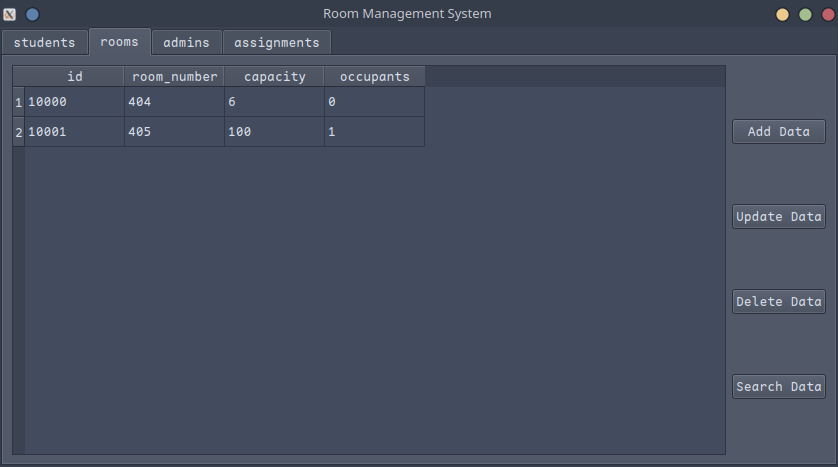 Room Management System
students rooms admins assignments
id room_number capacity occupants
1 10000 404 6 0
2 10001 405 100 1
Add Data
Update Data
Delete Data
Search Data